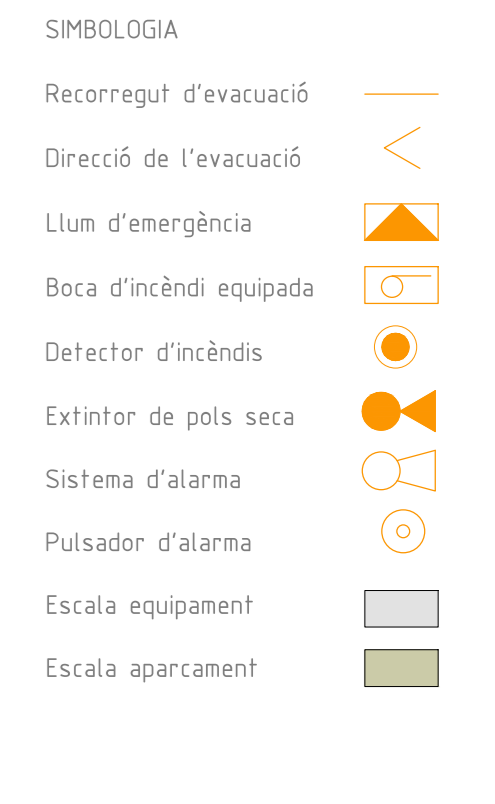 SIMBOLOGIA
Recorregut d'evacuació
Direcció de l'evacuació
Llum d'emergència
Boca d'incèndi equipada
Detector d'incèndis
Extintor de pols seca
Sistema d'alarma
Pulsador d'alarma
Escala equipament
Escala aparcament